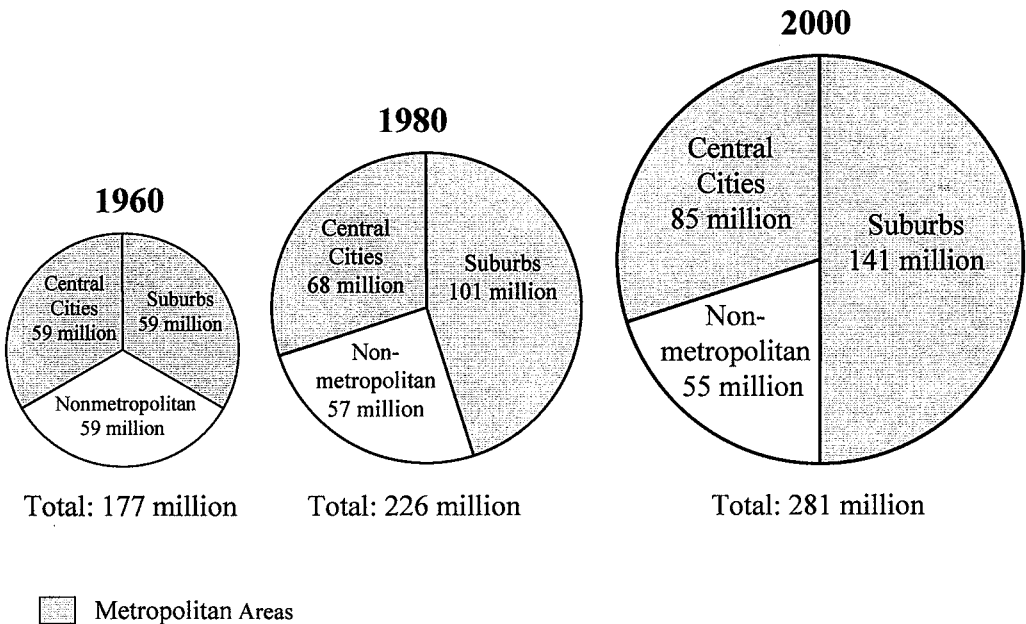 1960
Central
Cities
59 million
Suburbs
59 million
Nonmetropolitan
59 million
Total: 177 million
1980
Central
Cities
68 million
Suburbs
101 million
Non-
metropolitan
57 million
Total: 226 million
2000
Central
Cities
85 million
Suburbs
141 million
Non-
metropolitan
55 million
Total: 281 million
Metropolitan Areas